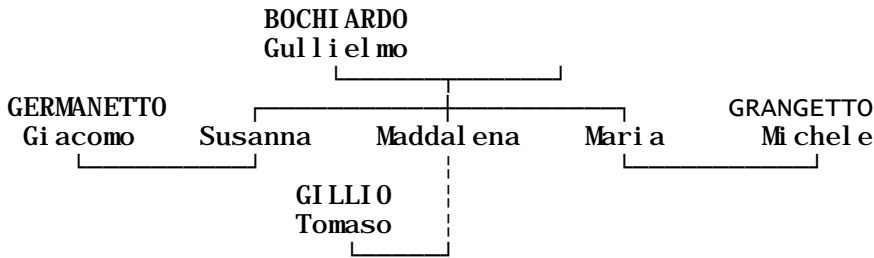 BOCHIARDO
Gullielmo
GERMANETTO GRANGETTO
Giacomo Susanna Maddalena Maria Michele
GILLIO
Tomaso